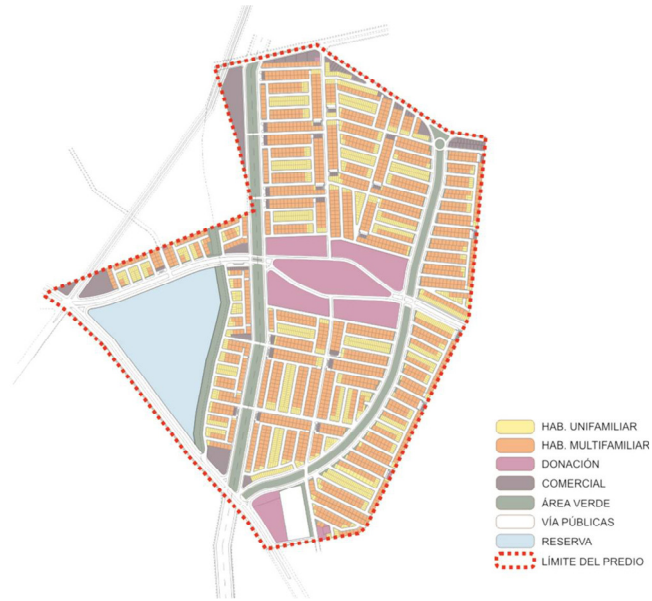 HAB. UNIFAMILIAR
HAB. MULTIFAMILIAR
DONACIÓN
COMERCIAL
ÁREA VERDE
VÍA PÚBLICAS
RESERVA
LÍMITE DEL PREDIO